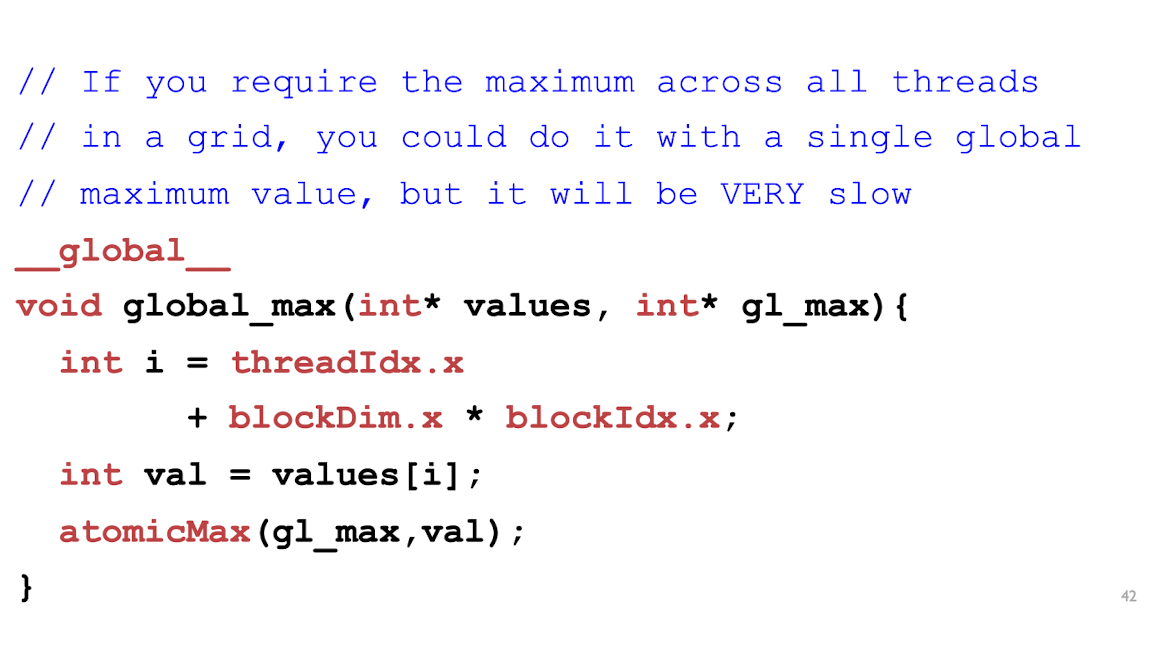 // If you require the maximum across all threads
// in a grid, you could do it with a single global
// maximum value, but it will be VERY slow
__global__
void global_max(int* values, int* gl_max){
int i = threadIdx.x
+ blockDim.x * blockIdx.x;
int val = values[i];
atomicMax(gl_max,val);
}
42